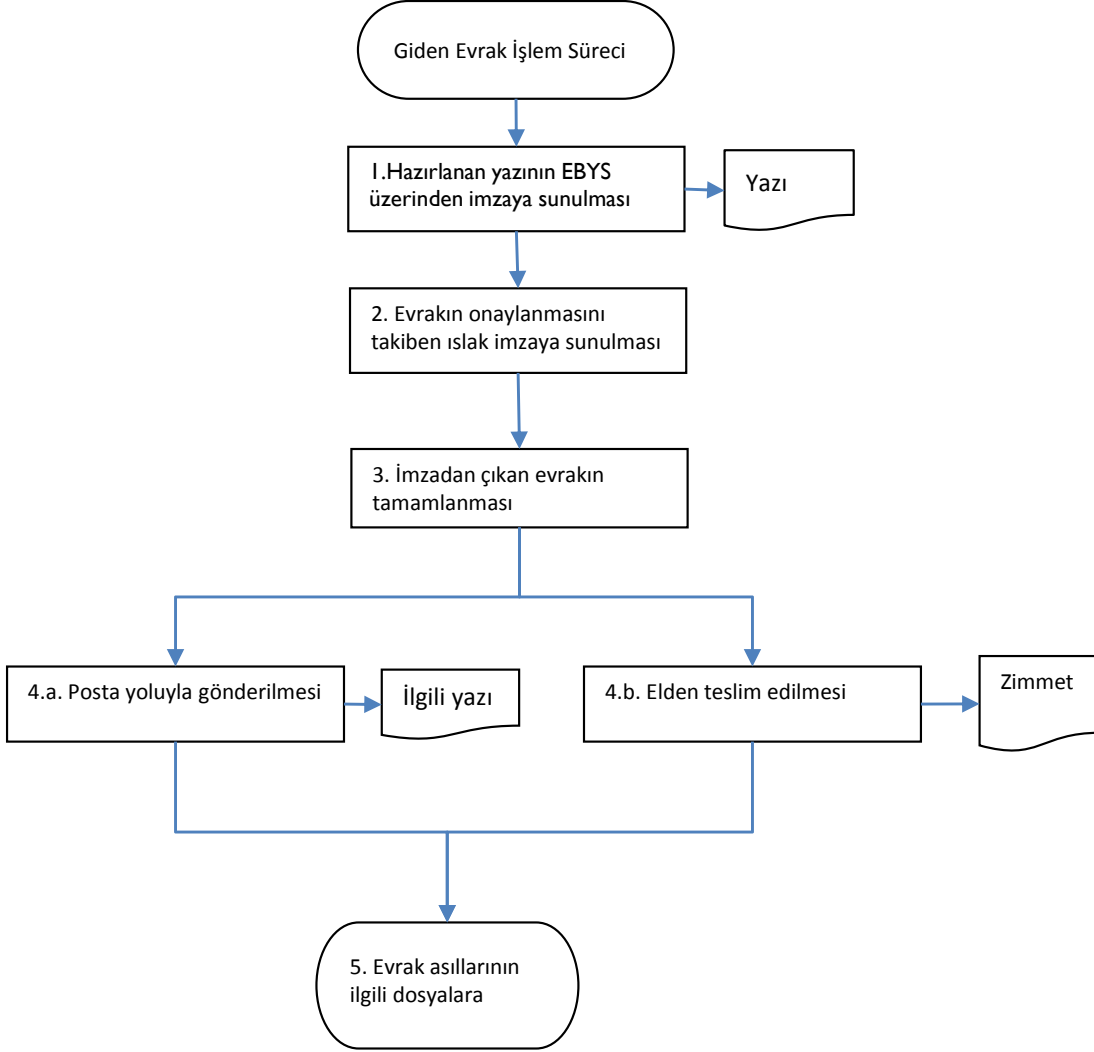 Giden Evrak İşlem Süreci
1.Hazırlanan yazının EBYS
üzerinden imzaya sunulması
Yazı
2. Evrakın onaylanmasını
takiben ıslak imzaya sunulması
3. İmzadan çıkan evrakın
tamamlanması
4.a. Posta yoluyla gönderilmesi
İlgili yazı
4.b. Elden teslim edilmesi
Zimmet
5. Evrak asıllarının
ilgili dosyalara